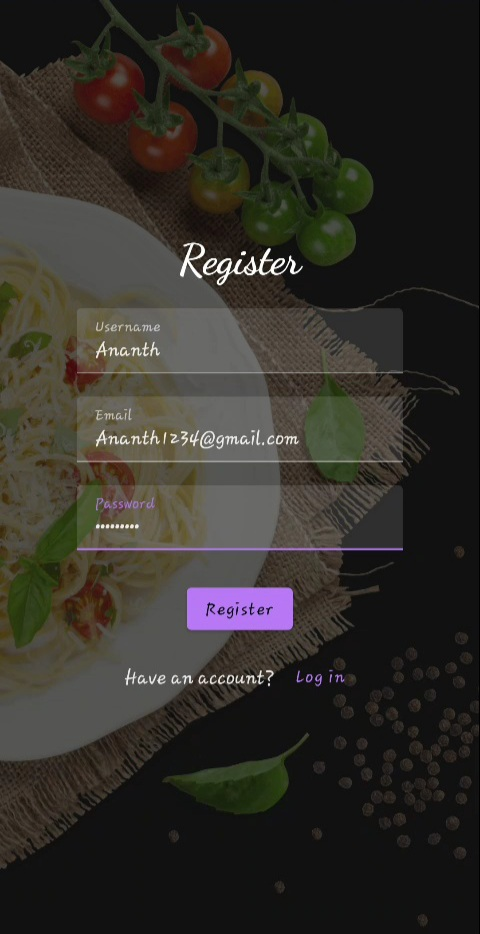 Register
Username
Ananth
Email
Ananth1234@gmail.com
Password
•••••••••
Register
Have an account? Log in